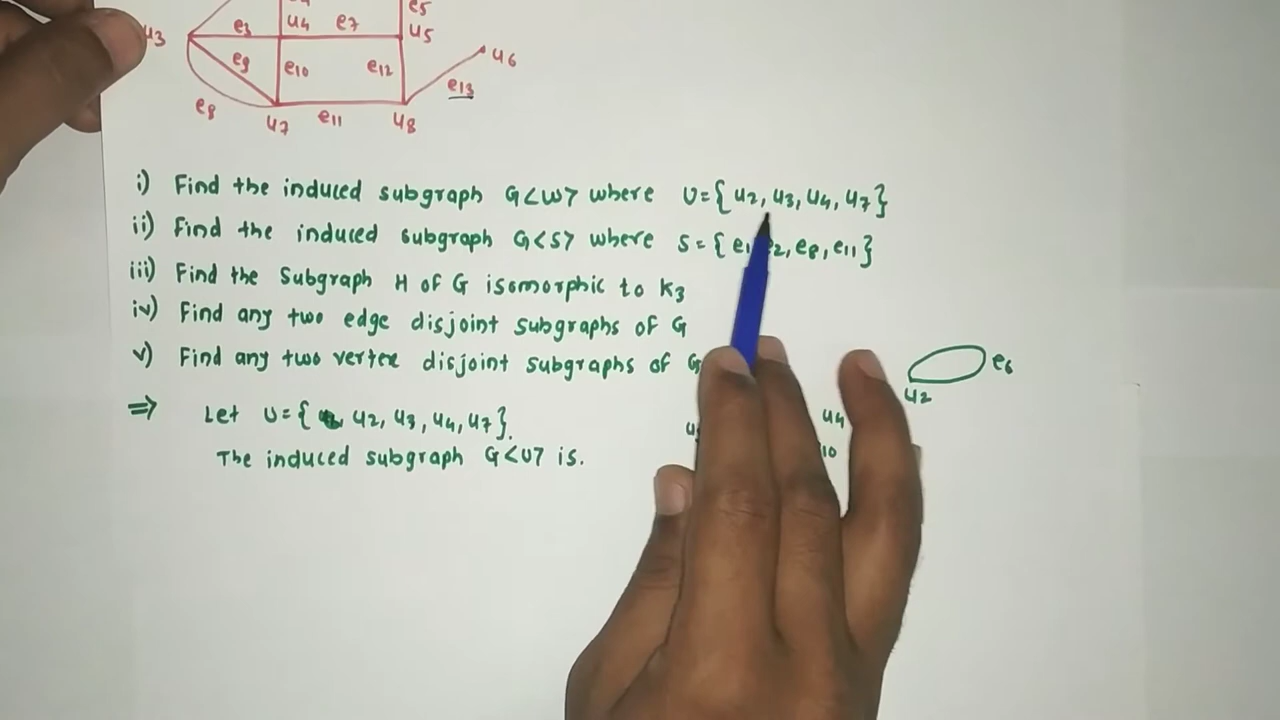 e5
u3 e3 u4 e7 u5
e9 e10 e12 u6
e8 e13
u7 e11 u8
i) Find the induced subgraph G<w> where U={u2, u3, u4, u7}
ii) Find the induced subgraph G<S> where S={e1, e2, e8, e11}
iii) Find the Subgraph H of G isomorphic to K3
iv) Find any two edge disjoint subgraphs of G
v) Find any two vertex disjoint subgraphs of G
e6
u2
⇒ Let U={ u2, u3, u4, u7}.
u4
The induced subgraph G<U> is.